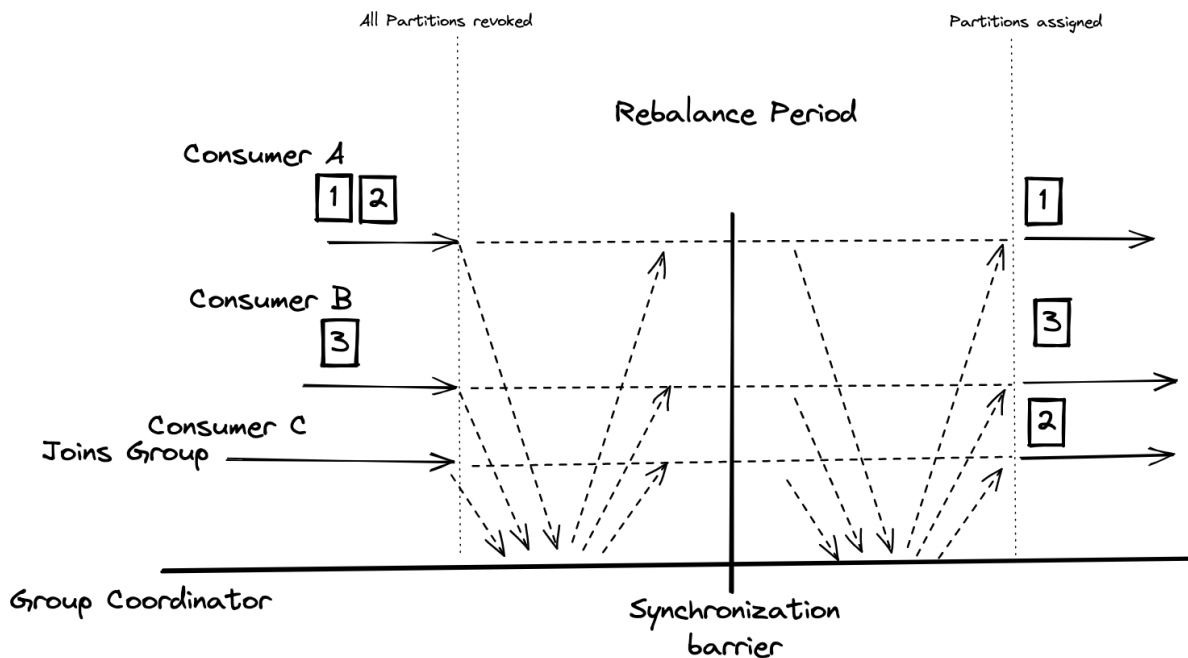 All Partitions revoked
Partitions assigned
Rebalance Period
Consumer A
1 2
1
Consumer B
3
3
Consumer C
Joins Group
2
Group Coordinator
Synchronization
barrier